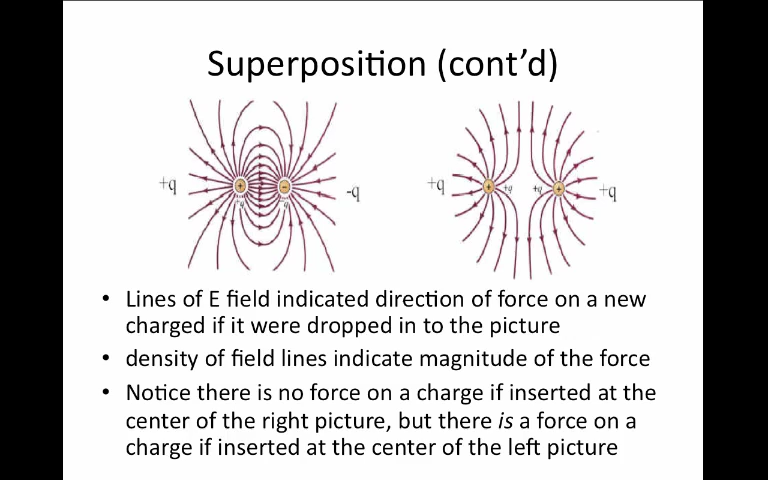 Superposition (cont'd)
+q
-q
+q
+q
+q
+q
• Lines of E field indicated direction of force on a new
charged if it were dropped in to the picture
• density of field lines indicate magnitude of the force
• Notice there is no force on a charge if inserted at the
center of the right picture, but there is a force on a
charge if inserted at the center of the left picture